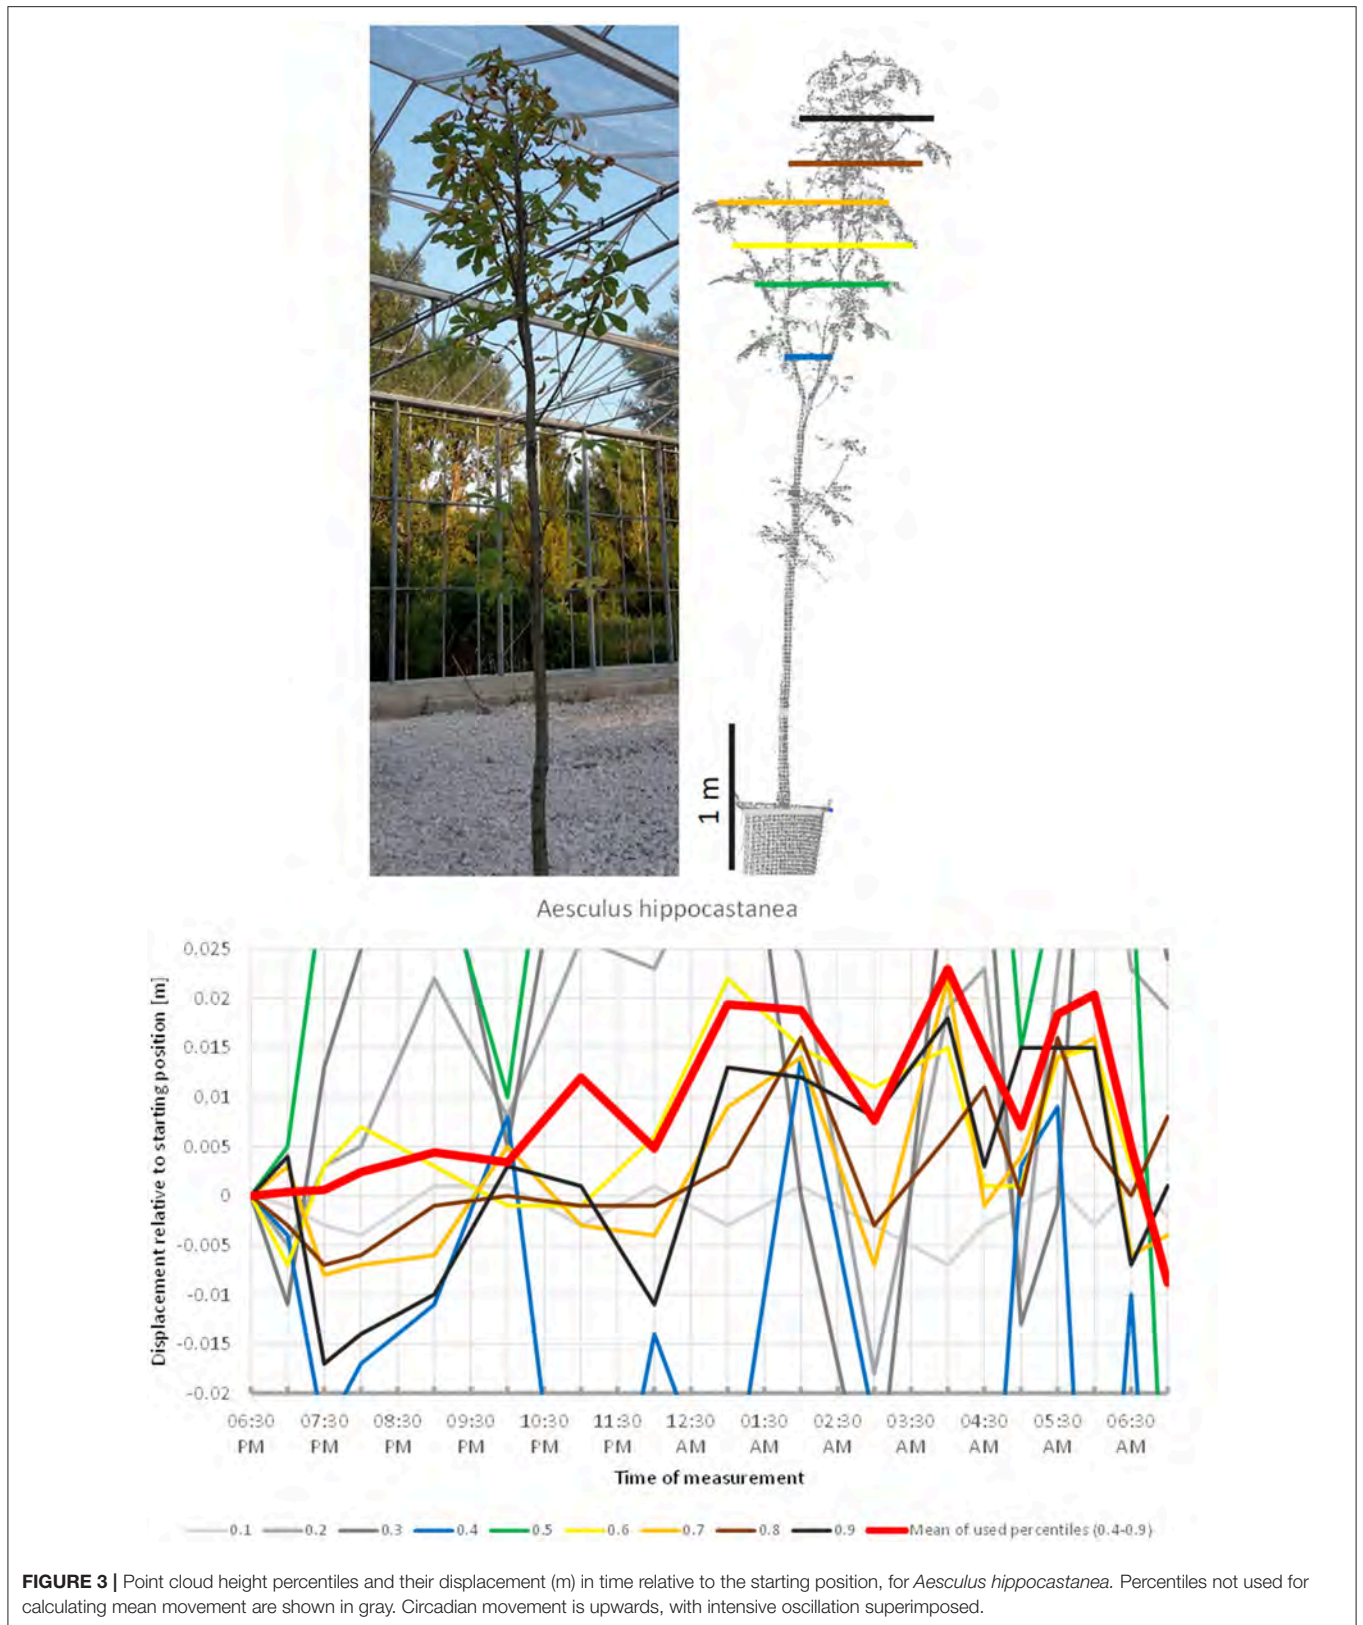 1 m
Aesculus hippocastanea
Displacement relative to starting position [m]
0.025
0.02
0.015
0.01
0.005
0
-0.005
-0.01
-0.015
-0.02
06:30 07:30 08:30 09:30 10:30 11:30 12:30 01:30 02:30 03:30 04:30 05:30 06:30
PM PM PM PM PM PM AM AM AM AM AM AM AM
Time of measurement
0.1 0.2 0.3 0.4 0.5 0.6 0.7 0.8 0.9 Mean of used percentiles (0.4-0.9)
FIGURE 3 | Point cloud height percentiles and their displacement (m) in time relative to the starting position, for Aesculus hippocastanea. Percentiles not used for
calculating mean movement are shown in gray. Circadian movement is upwards, with intensive oscillation superimposed.